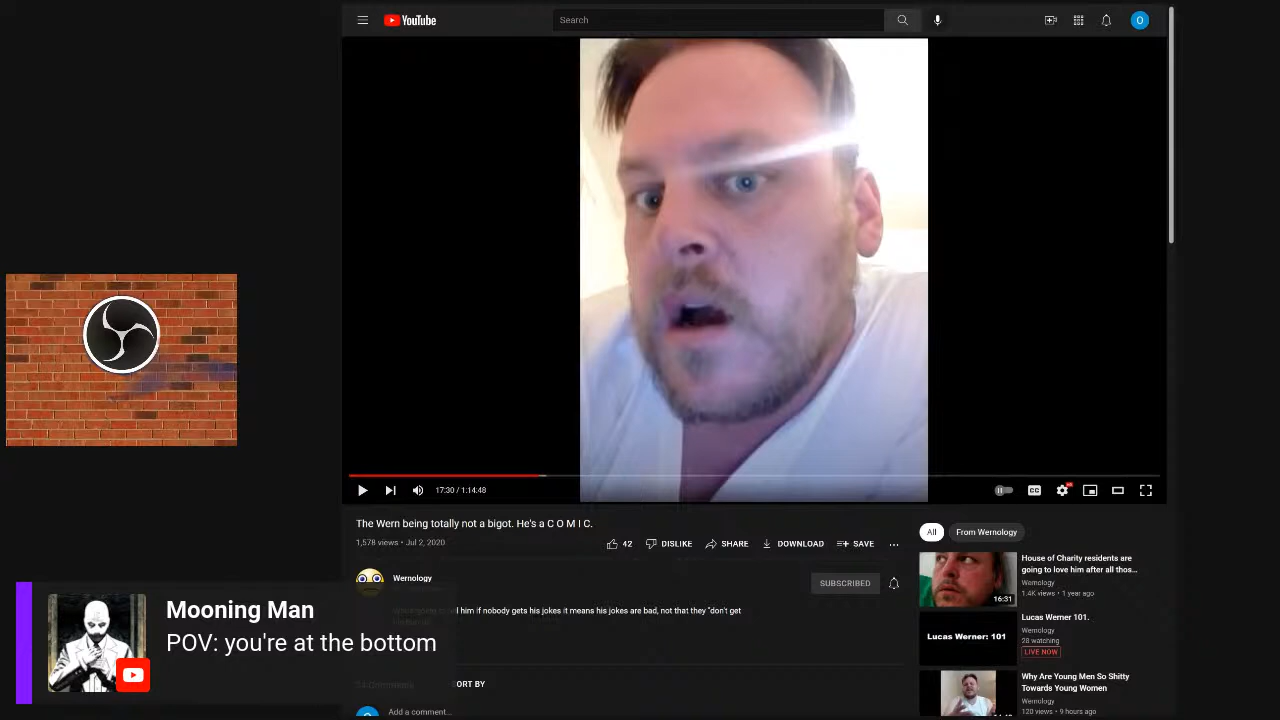 YouTube
Search
O
17:30 / 1:14:48
CC
The Wern being totally not a bigot. He's a C O M I C.
1,578 views • Jul 2, 2020
42
DISLIKE
SHARE
DOWNLOAD
SAVE
Wernology
SUBSCRIBED
him if nobody gets his jokes it means his jokes are bad, not that they "don't get
ORT BY
Add a comment...
All
From Wernology
House of Charity residents are
going to love him after all thos...
Wernology
1.4K views • 1 year ago
16:31
Lucas Werner: 101
Lucas Werner 101.
Wernology
28 watching
LIVE NOW
Why Are Young Men So Shitty
Towards Young Women
Wernology
120 views • 9 hours ago
Mooning Man
POV: you're at the bottom